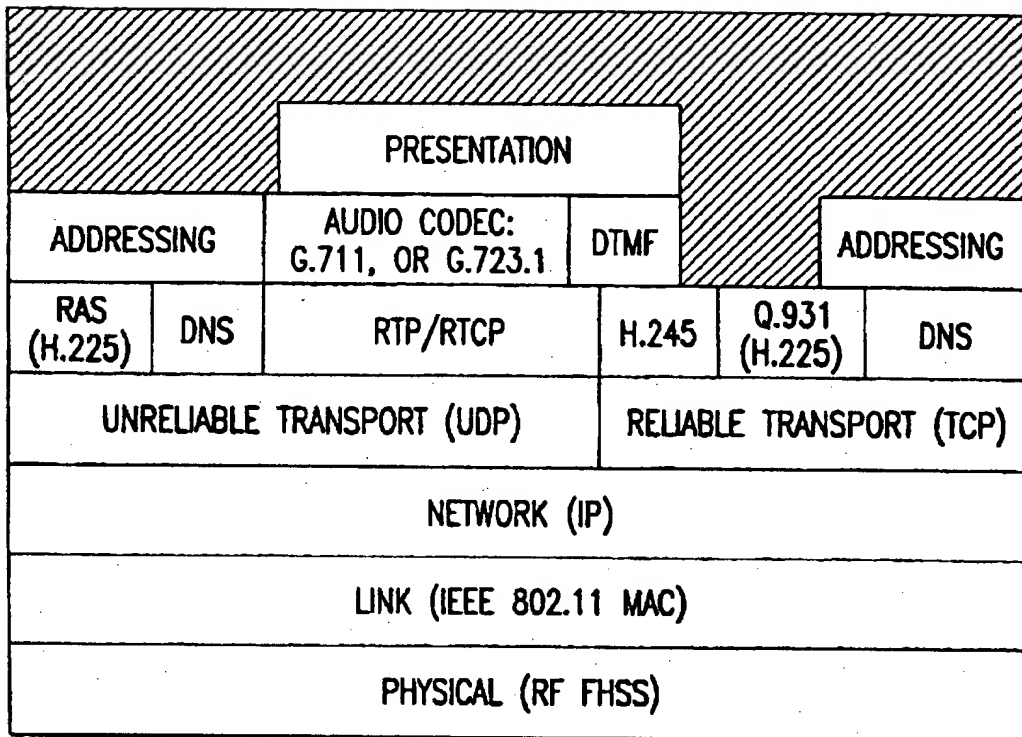 PRESENTATION
ADDRESSING
AUDIO CODEC:
G.711, OR G.723.1
DTMF
ADDRESSING
RAS
(H.225)
DNS
RTP/RTCP
H.245
Q.931
(H.225)
DNS
UNRELIABLE TRANSPORT (UDP)
RELIABLE TRANSPORT (TCP)
NETWORK (IP)
LINK (IEEE 802.11 MAC)
PHYSICAL (RF FHSS)